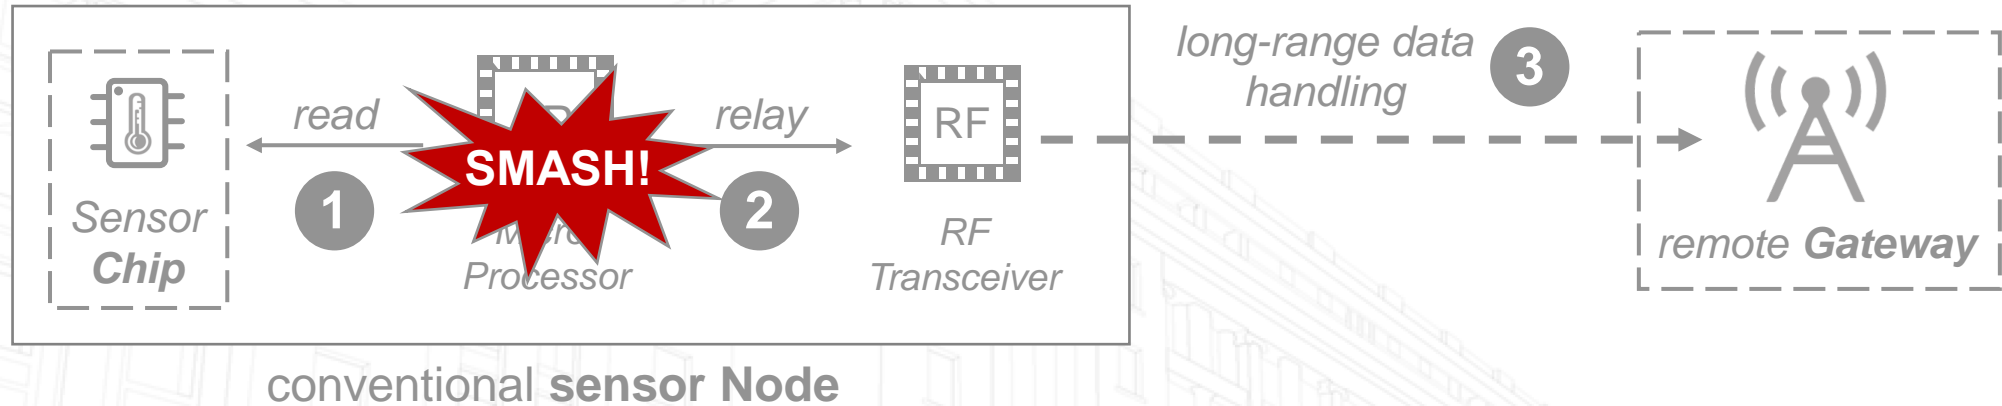 Sensor
Chip
read
1
SMASH!
Processor
relay
2
RF
RF
Transceiver
long-range data
handling
3
remote Gateway
conventional sensor Node